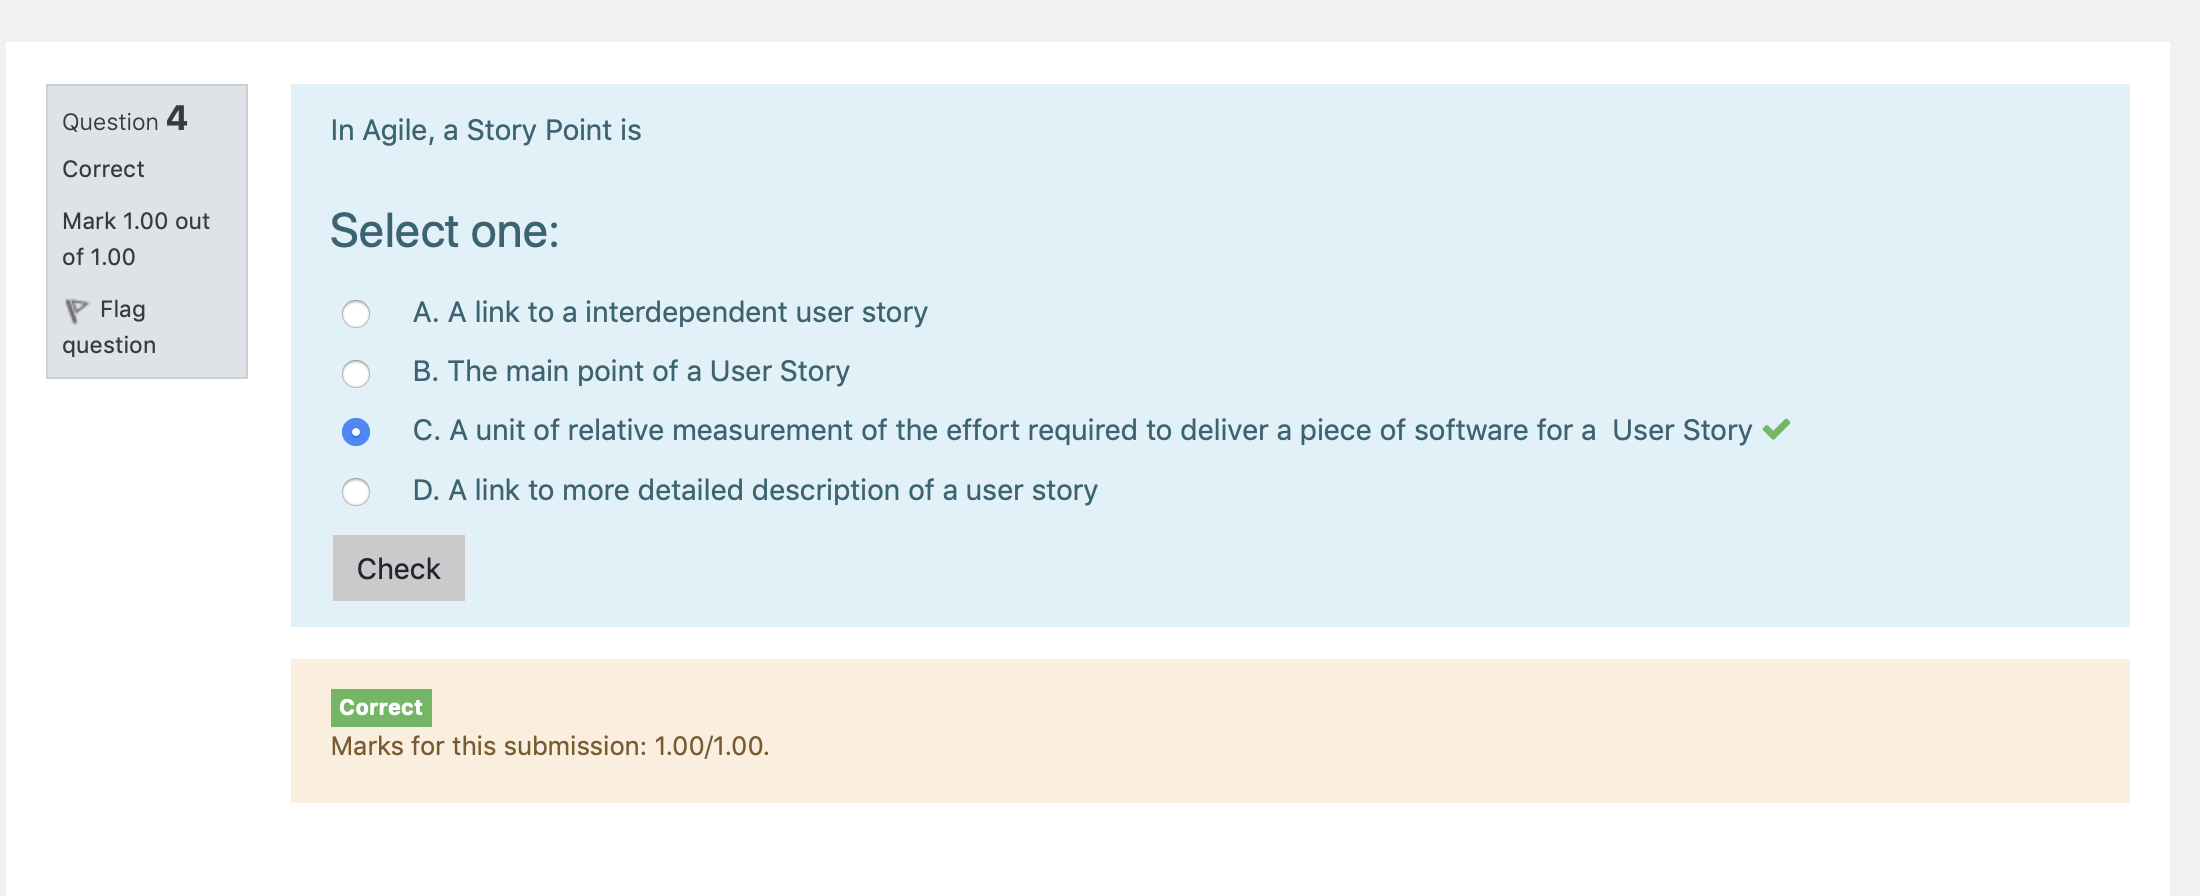 Question 4
Correct
Mark 1.00 out
of 1.00
Flag
question
In Agile, a Story Point is
Select one:
A. A link to a interdependent user story
B. The main point of a User Story
C. A unit of relative measurement of the effort required to deliver a piece of software for a  User Story
D. A link to more detailed description of a user story
Check
Correct
Marks for this submission: 1.00/1.00.